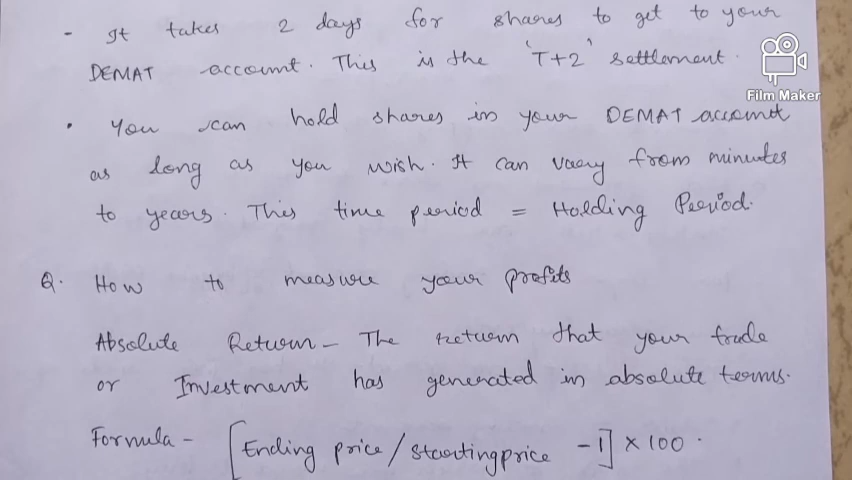 - It takes 2 days for shares to get to your
DEMAT account. This is the 'T+2' settlement.
Film Maker
• You can hold shares in your DEMAT account
as long as you wish. It can vary from minutes
to years. This time period = Holding Period.
Q. How to measure your profits
Absolute Return - The return that your trade
or Investment has generated in absolute terms.
Formula - [Ending price / starting price - 1] × 100.